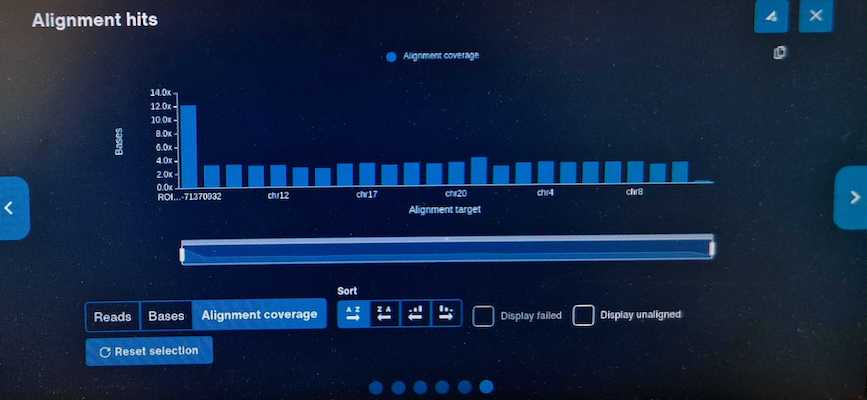 Alignment hits
Alignment coverage
14.0x
12.0x
10.0x
8.0x
6.0x
4.0x
2.0x
0.0x
Bases
ROI...-71370932 chr12 chr17 chr20 chr4 chr8
Alignment target
Sort
Reads Bases Alignment coverage
A Z
Z A
Display failed
Display unaligned
Reset selection